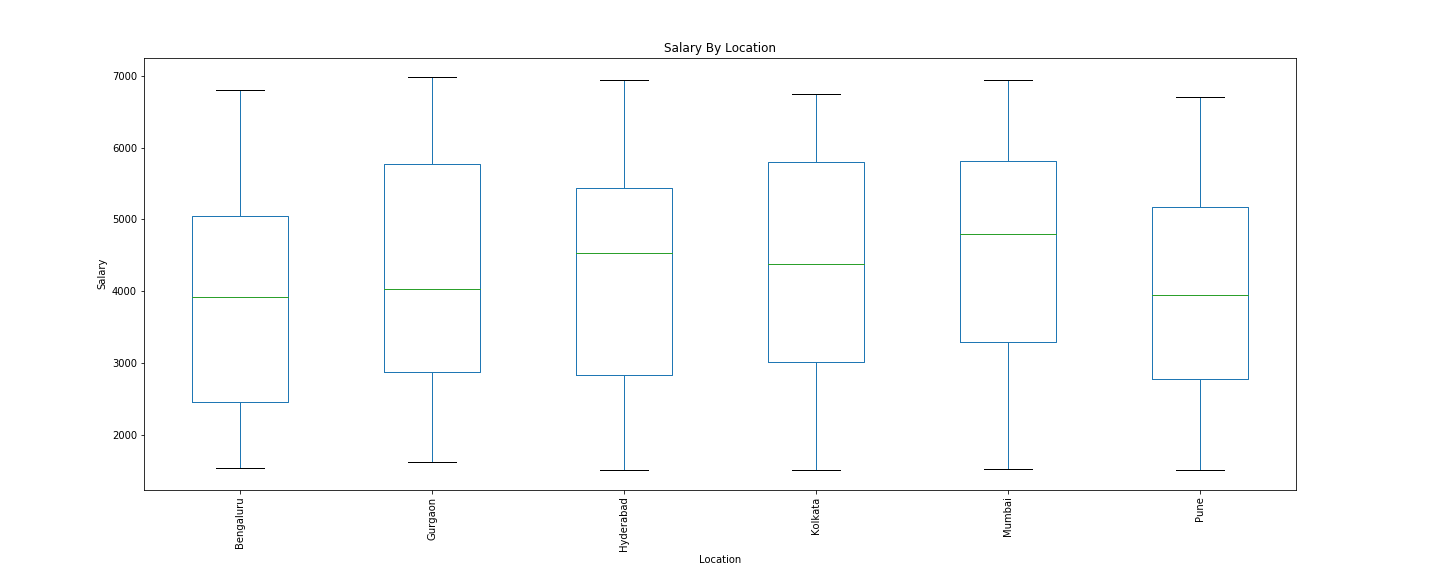 Salary By Location
7000
6000
5000
4000
3000
2000
Salary
Bengaluru
Gurgaon
Hyderabad
Kolkata
Mumbai
Pune
Location